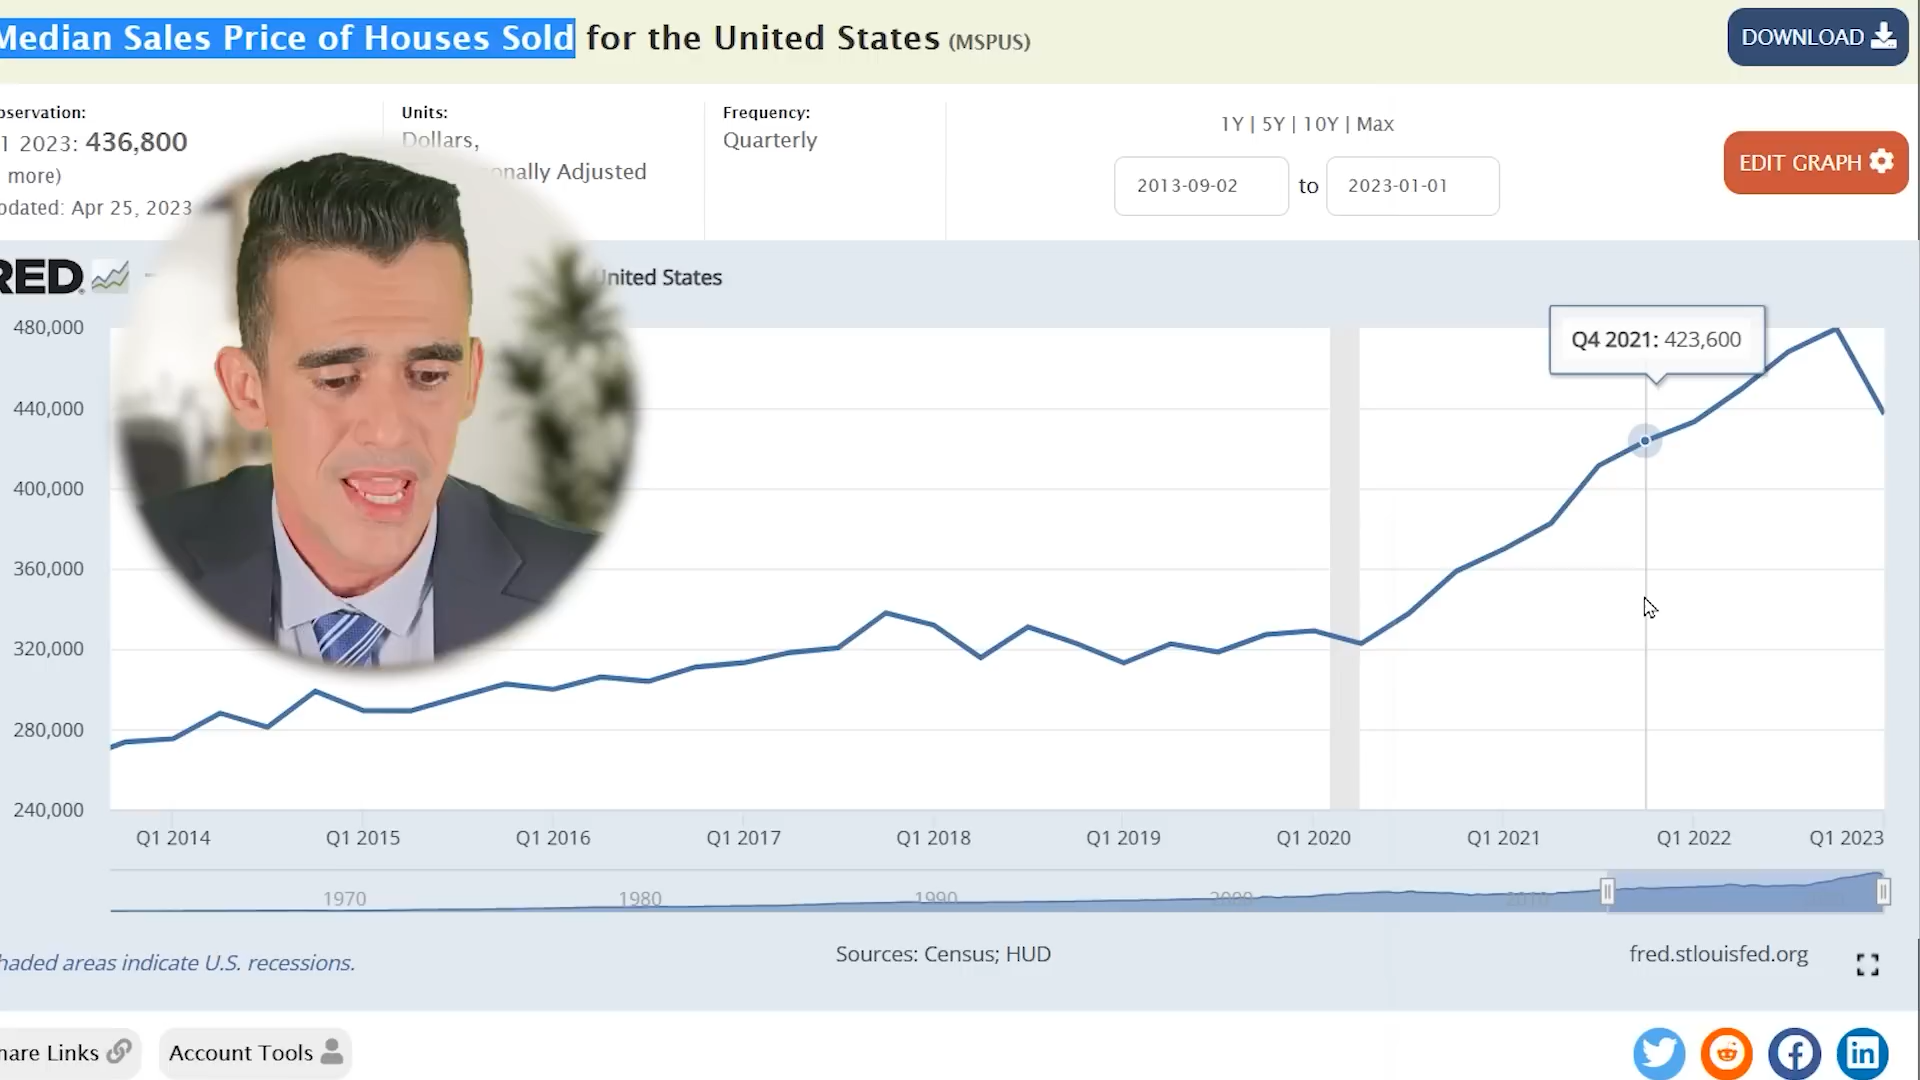 Median Sales Price of Houses Sold for the United States (MSPUS)
DOWNLOAD
bservation:
1 2023: 436,800
more)
pdated: Apr 25, 2023
Units:
Dollars,
onally Adjusted
Frequency:
Quarterly
1Y | 5Y | 10Y | Max
2013-09-02 to 2023-01-01
EDIT GRAPH
RED
United States
Q4 2021: 423,600
480,000
440,000
400,000
360,000
320,000
280,000
240,000
Q1 2014 Q1 2015 Q1 2016 Q1 2017 Q1 2018 Q1 2019 Q1 2020 Q1 2021 Q1 2022 Q1 2023
1970 1980 1990 2000 2010
haded areas indicate U.S. recessions.
Sources: Census; HUD
fred.stlouisfed.org
hare Links
Account Tools
in